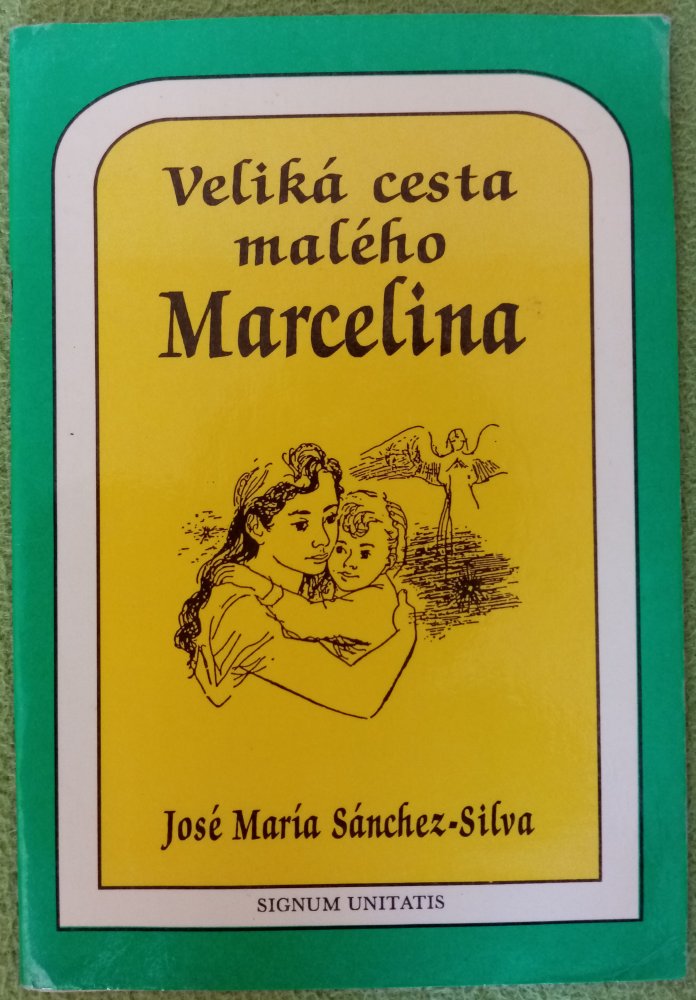 Veliká cesta
malého
Marcelina
José María Sánchez-Silva
SIGNUM UNITATIS